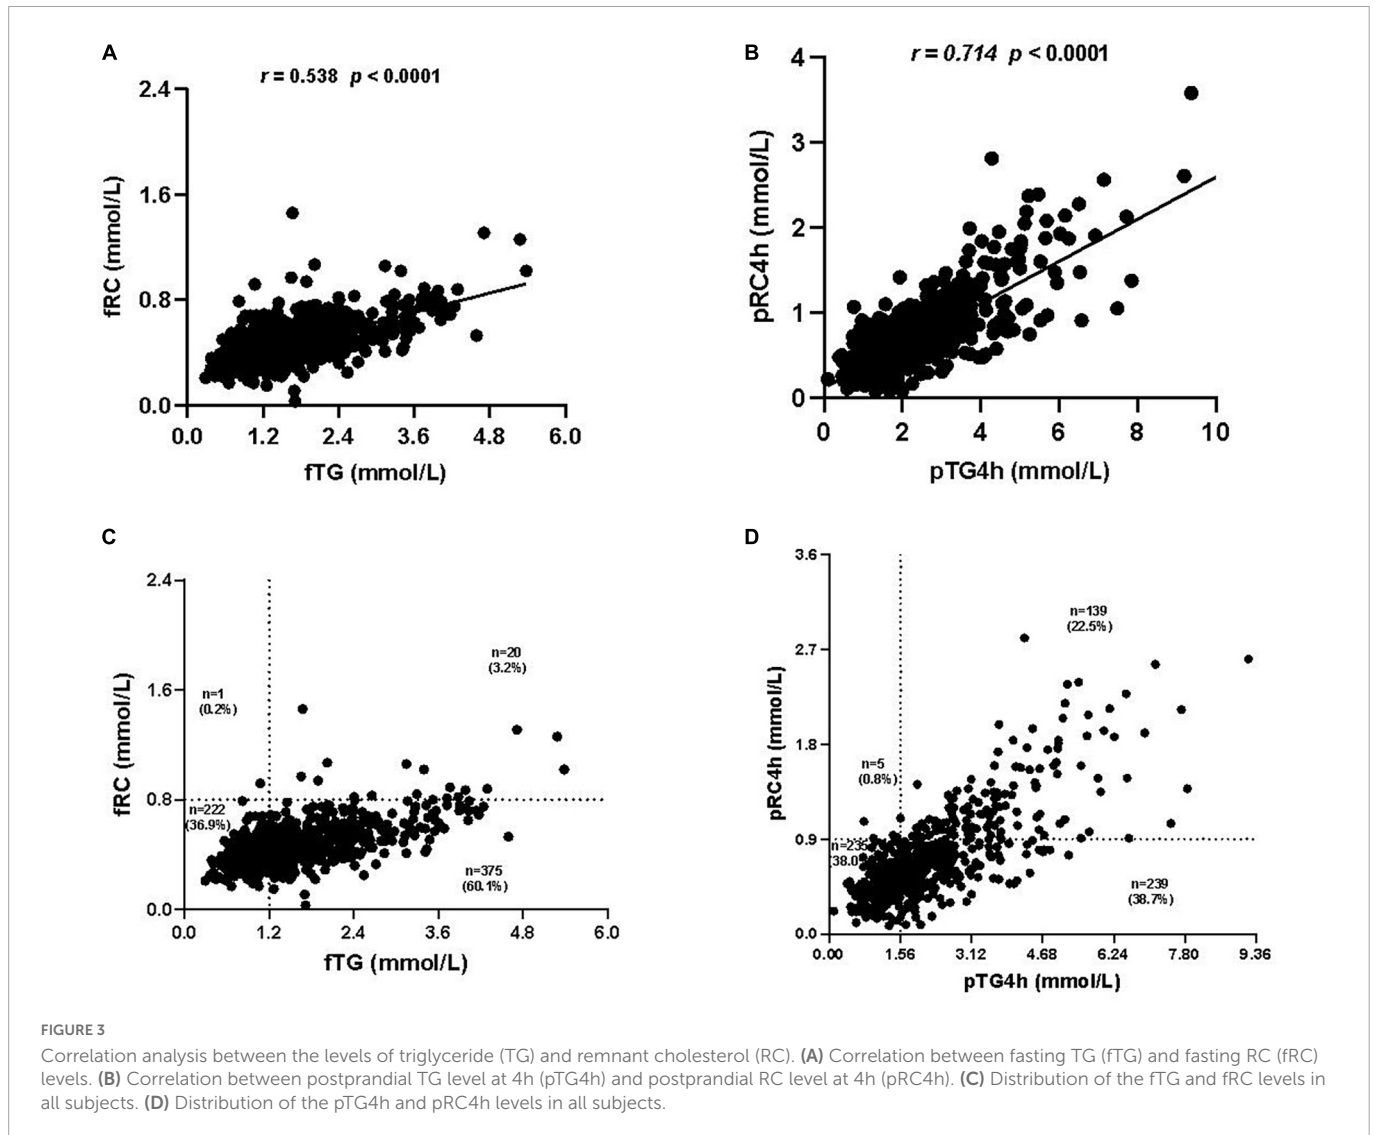 A
r = 0.538 p < 0.0001
2.4
1.6
0.8
0.0
fRC (mmol/L)
0.0 1.2 2.4 3.6 4.8 6.0
fTG (mmol/L)
B
r = 0.714 p < 0.0001
4
3
2
1
0
pRC4h (mmol/L)
0 2 4 6 8 10
pTG4h (mmol/L)
C
2.4
1.6
0.8
0.0
fRC (mmol/L)
n=1
(0.2%)
n=20
(3.2%)
n=222
(36.9%)
n=375
(60.1%)
0.0 1.2 2.4 3.6 4.8 6.0
fTG (mmol/L)
D
3.6
2.7
1.8
0.9
0.0
pRC4h (mmol/L)
n=139
(22.5%)
n=5
(0.8%)
n=235
(38.0
n=239
(38.7%)
0.00 1.56 3.12 4.68 6.24 7.80 9.36
pTG4h (mmol/L)
FIGURE 3
Correlation analysis between the levels of triglyceride (TG) and remnant cholesterol (RC). (A) Correlation between fasting TG (fTG) and fasting RC (fRC)
levels. (B) Correlation between postprandial TG level at 4h (pTG4h) and postprandial RC level at 4h (pRC4h). (C) Distribution of the fTG and fRC levels in
all subjects. (D) Distribution of the pTG4h and pRC4h levels in all subjects.